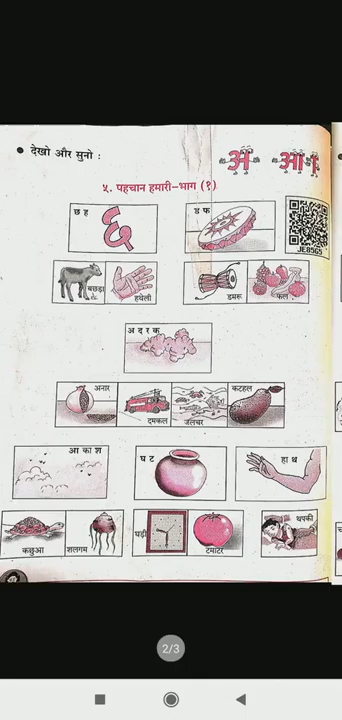 ● देखो और सुनो :
अ आ
५. पहचान हमारी-भाग (१)
छ ह
ड फ
JE85G5
बछड़ा
हथेली
डमरू
फल
अ द र क
अनार
दमकल
जलचर
कटहल
आ का श
घ ट
हा थ
कछुआ
शलगम
घड़ी
टमाटर
थपकी
2/3